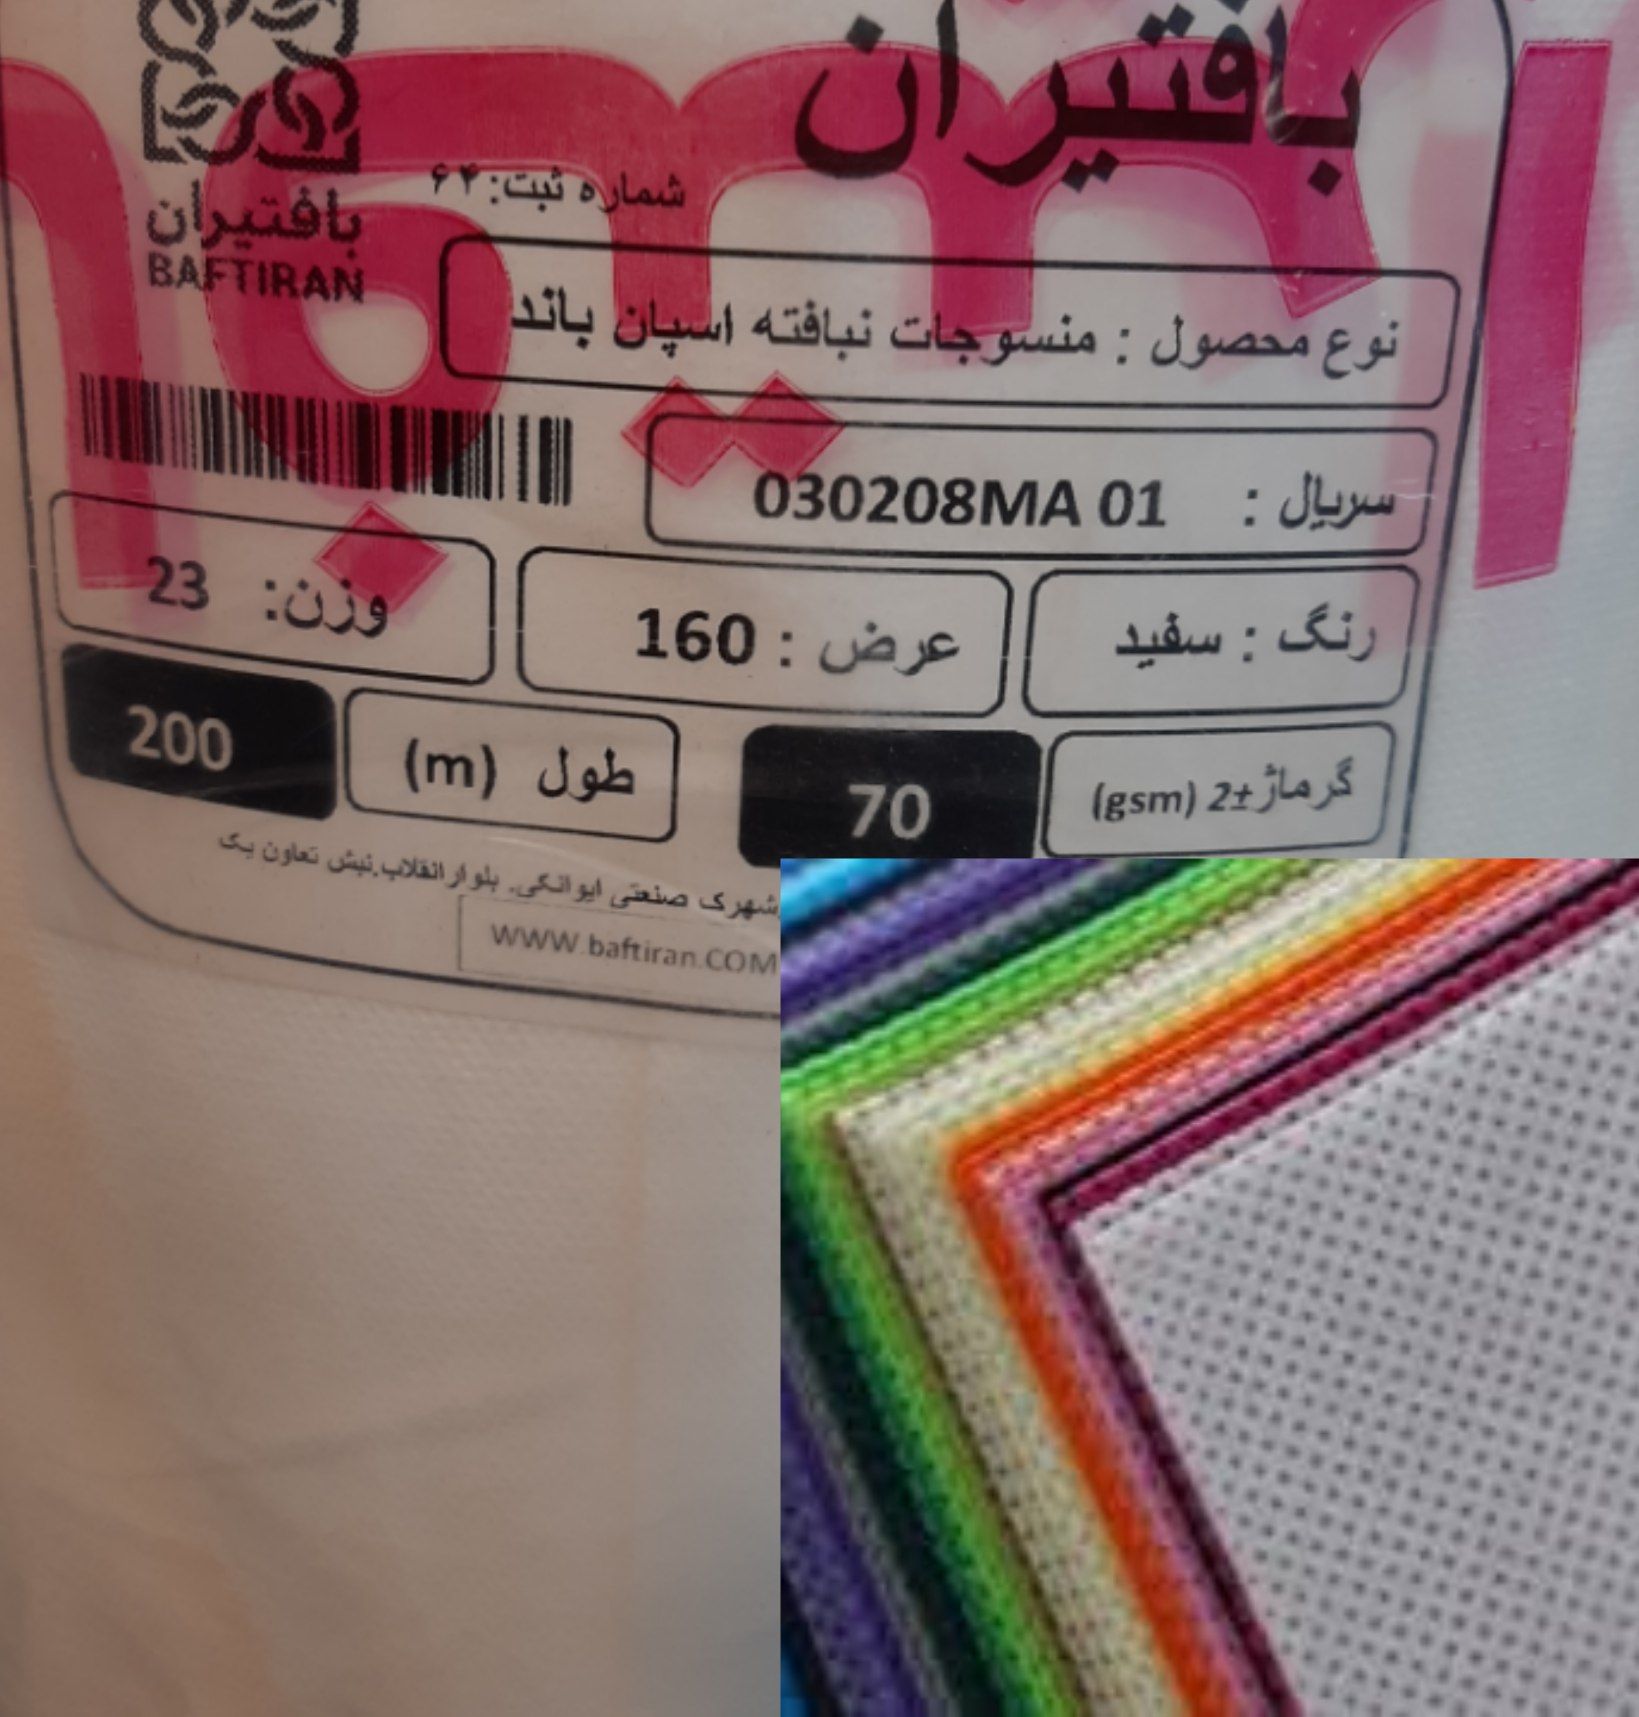 بافتیران
بافتیران
BAFTIRAN
شماره ثبت: ۶۴
نوع محصول : منسوجات نبافته اسپان باند
سریال : 030208MA 01
رنگ : سفید
عرض : 160
وزن: 23
گرماژ±2 (gsm)
70
طول (m)
200
شهرک صنعتی ایوانکی. بلوار انقلاب.نبش تعاون یک
WWW.baftiran.COM